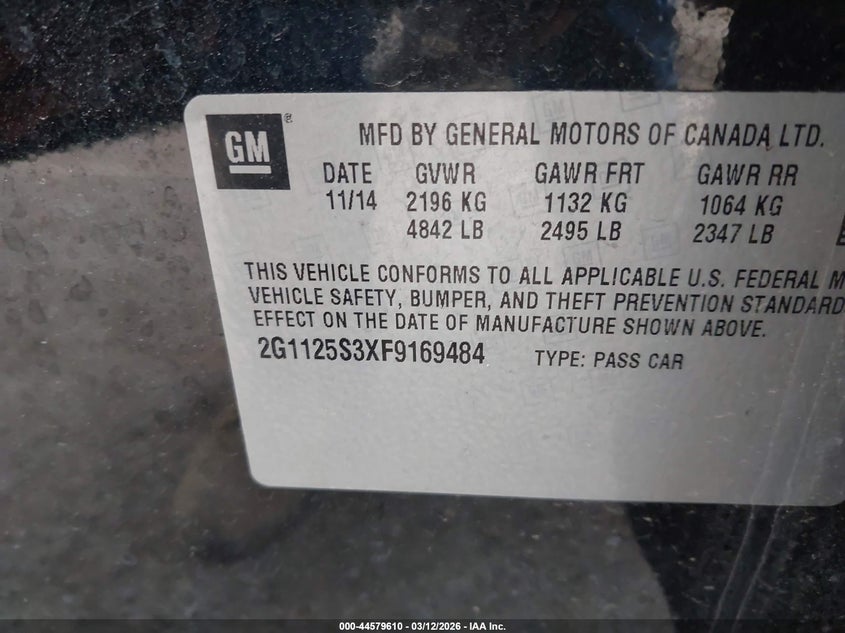 GM®
MFD BY GENERAL MOTORS OF CANADA LTD.
DATE GVWR GAWR FRT GAWR RR
11/14 2196 KG 1132 KG 1064 KG
4842 LB 2495 LB 2347 LB
THIS VEHICLE CONFORMS TO ALL APPLICABLE U.S. FEDERAL M
VEHICLE SAFETY, BUMPER, AND THEFT PREVENTION STANDARD
EFFECT ON THE DATE OF MANUFACTURE SHOWN ABOVE.
2G1125S3XF9169484 TYPE: PASS CAR
000-44579610 - 03/12/2026 - IAA Inc.